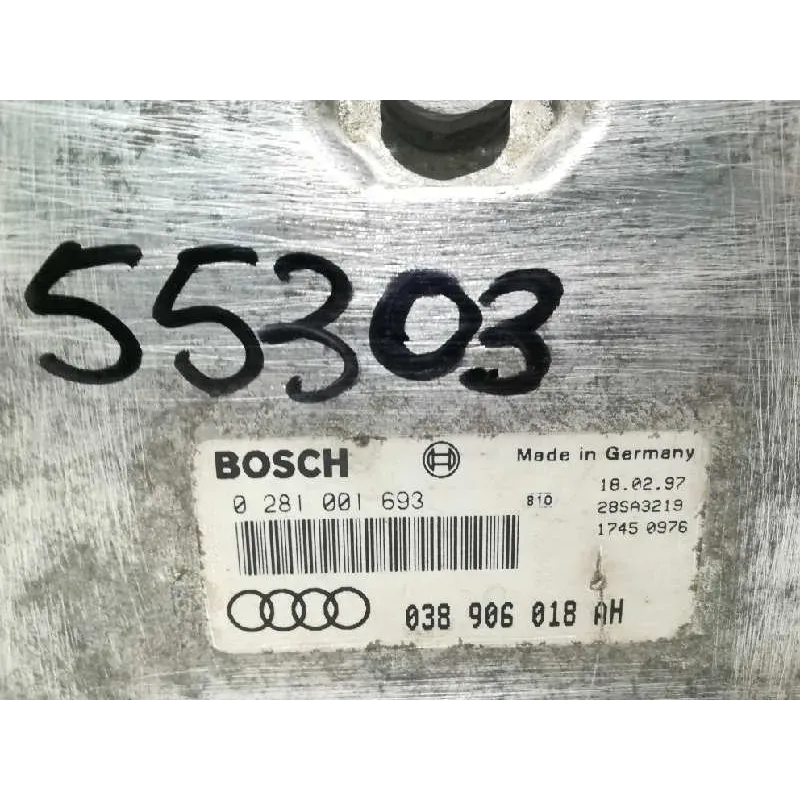 55303
BOSCH
Made in Germany
0 281 001 693
810
18.02.97
28SA3219
1745 0976
038 906 018 AH